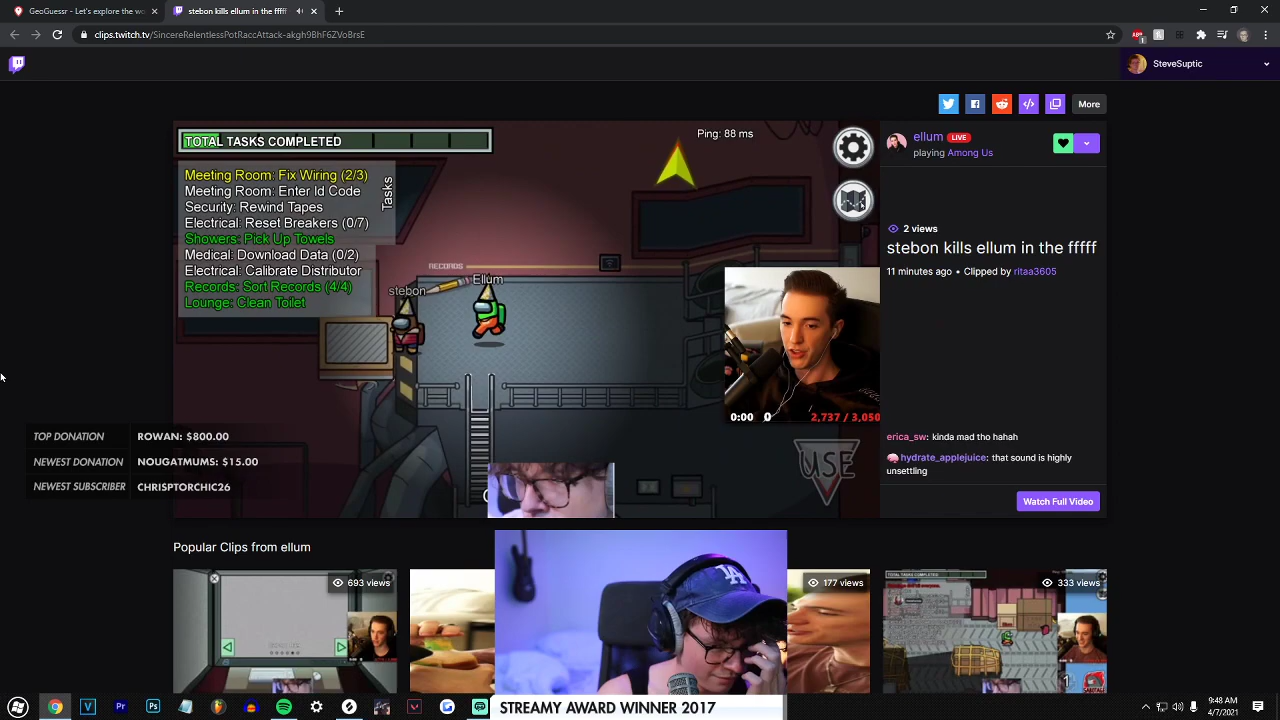 GeoGuessr - Let's explore the wo
stebon kills ellum in the fffff
clips.twitch.tv/SincereRelentlessPotRaccAttack-akgh9BhF6ZVoBrsE
SteveSuptic
More
TOTAL TASKS COMPLETED
Ping: 88 ms
Meeting Room: Fix Wiring (2/3)
Meeting Room: Enter Id Code
Security: Rewind Tapes
Electrical: Reset Breakers (0/7)
Showers: Pick Up Towels
Medical: Download Data (0/2)
Electrical: Calibrate Distributor
Records: Sort Records (4/4)
Lounge: Clean Toilet
Tasks
RECORDS
stebon
Ellum
0:00
0
2,737 / 3,050
USE
ellum LIVE
playing Among Us
2 views
stebon kills ellum in the fffff
11 minutes ago • Clipped by ritaa3605
erica_sw: kinda mad tho hahah
hydrate_applejuice: that sound is highly
unsettling
Watch Full Video
TOP DONATION ROWAN: $800.00
NEWEST DONATION NOUGATMUMS: $15.00
NEWEST SUBSCRIBER CHRISPTORCHIC26
Popular Clips from ellum
693 views
177 views
333 views
LA
STREAMY AWARD WINNER 2017
9:48 AM
4/7/2021